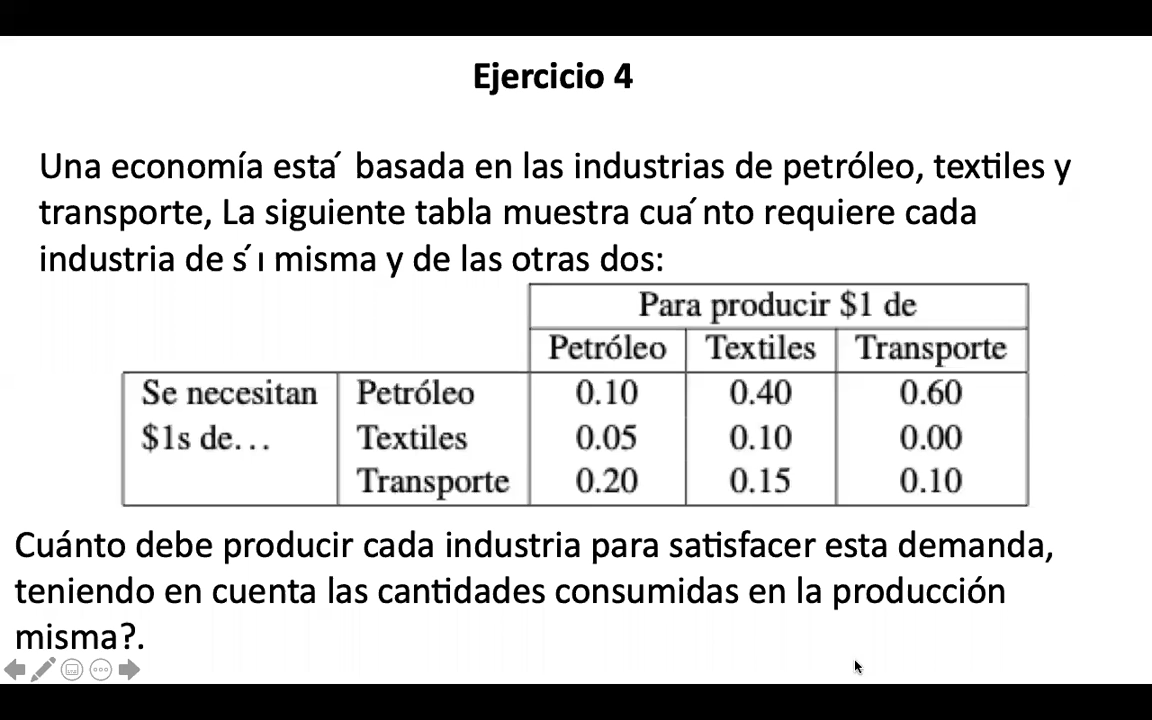 Ejercicio 4
Una economía está basada en las industrias de petróleo, textiles y
transporte, La siguiente tabla muestra cuánto requiere cada
industria de sí misma y de las otras dos:
Para producir $1 de
Petróleo Textiles Transporte
Se necesitan Petróleo 0.10 0.40 0.60
$1s de... Textiles 0.05 0.10 0.00
Transporte 0.20 0.15 0.10
Cuánto debe producir cada industria para satisfacer esta demanda,
teniendo en cuenta las cantidades consumidas en la producción
misma?.